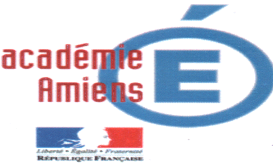 académie
Amiens
É
Liberté • Égalité • Fraternité
RÉPUBLIQUE FRANÇAISE